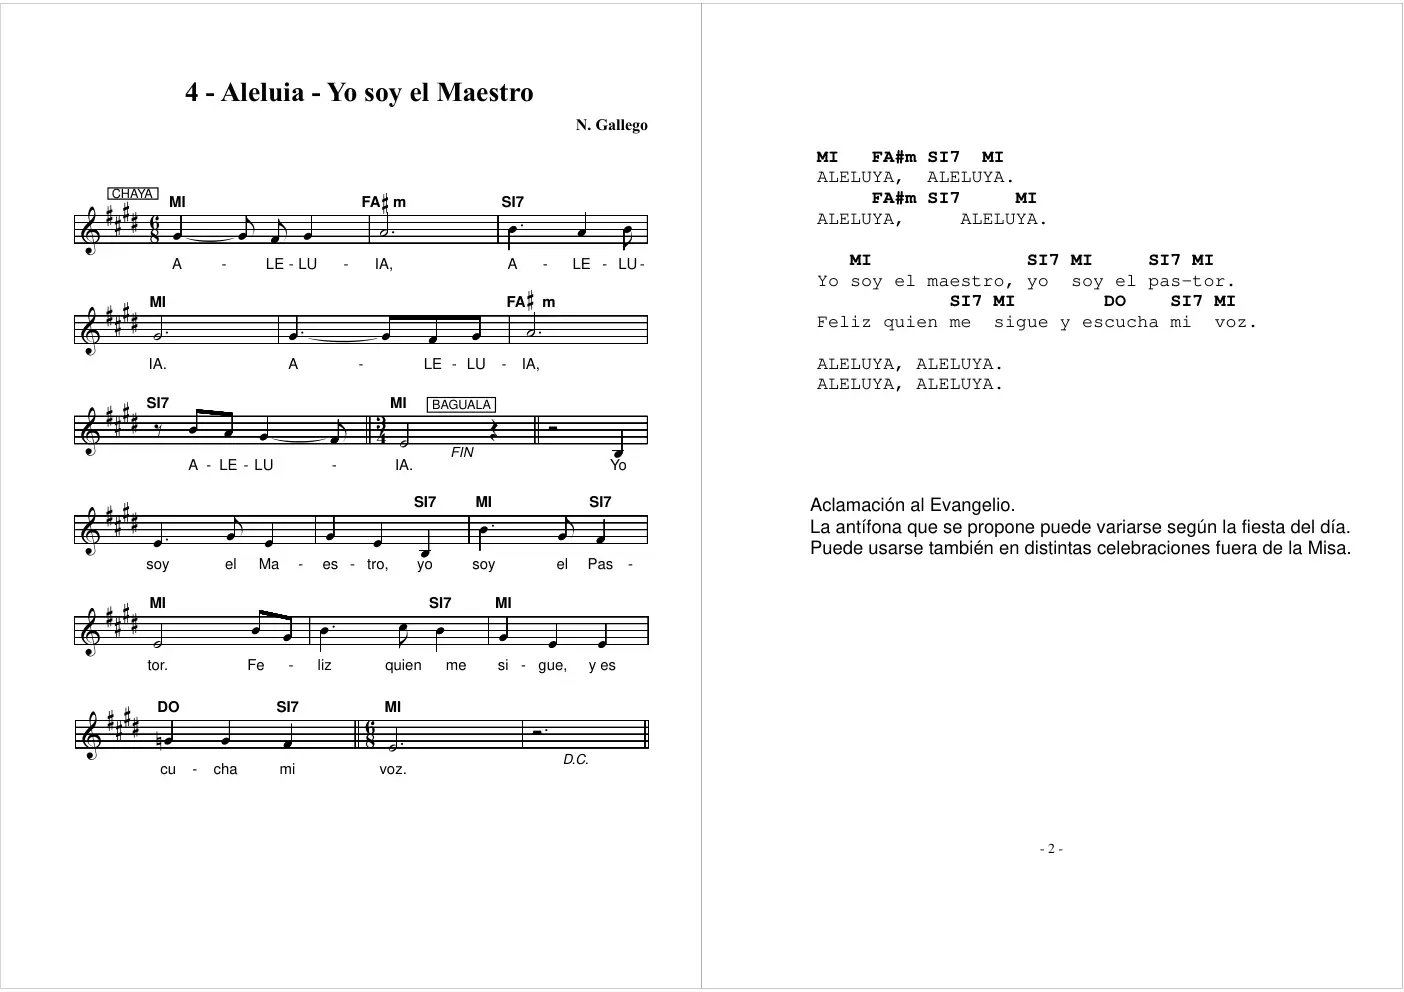 4 - Aleluia - Yo soy el Maestro
N. Gallego
CHAYA
MI FA♯ m SI7
6
8
A - LE - LU - IA, A - LE - LU -
MI FA♯ m
IA. A - LE - LU - IA,
SI7 MI BAGUALA
3
4
FIN
A - LE - LU - IA. Yo
SI7 MI SI7
soy el Ma - es - tro, yo soy el Pas -
MI SI7 MI
tor. Fe - liz quien me si - gue, y es
DO SI7 MI
6
8
D.C.
cu - cha mi voz.
MI FA#m SI7 MI
ALELUYA, ALELUYA.
FA#m SI7 MI
ALELUYA, ALELUYA.
MI SI7 MI SI7 MI
Yo soy el maestro, yo soy el pas-tor.
SI7 MI DO SI7 MI
Feliz quien me sigue y escucha mi voz.
ALELUYA, ALELUYA.
ALELUYA, ALELUYA.
Aclamación al Evangelio.
La antífona que se propone puede variarse según la fiesta del día.
Puede usarse también en distintas celebraciones fuera de la Misa.
- 2 -